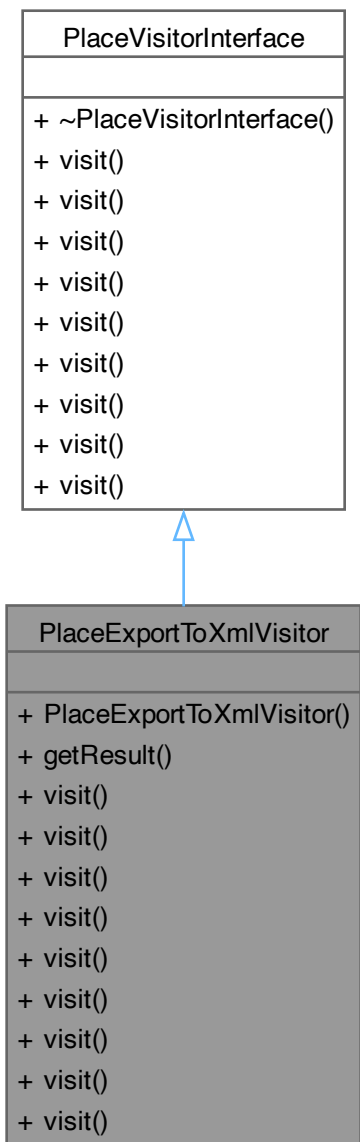 PlaceVisitorInterface
+ ~PlaceVisitorInterface()
+ visit()
+ visit()
+ visit()
+ visit()
+ visit()
+ visit()
+ visit()
+ visit()
+ visit()
PlaceExportToXmlVisitor
+ PlaceExportToXmlVisitor()
+ getResult()
+ visit()
+ visit()
+ visit()
+ visit()
+ visit()
+ visit()
+ visit()
+ visit()
+ visit()